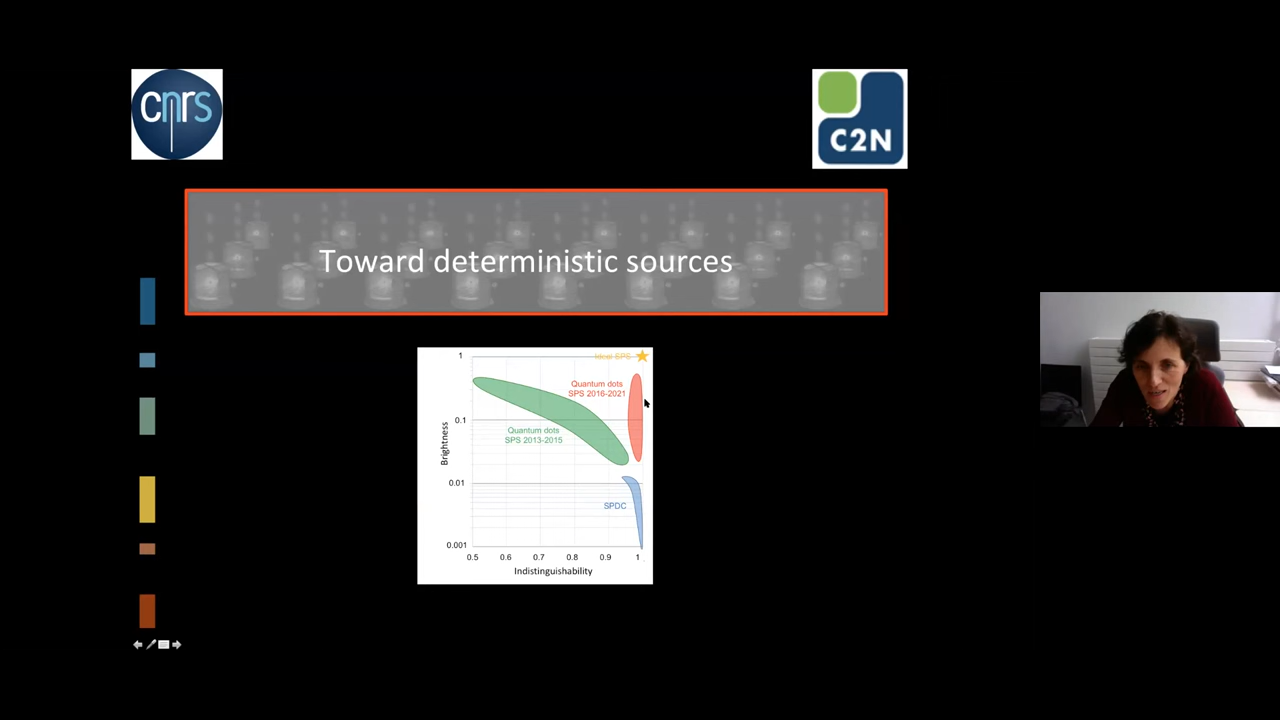 cnrs
C2N
Toward deterministic sources
Ideal SPS
Quantum dots
SPS 2016-2021
Quantum dots
SPS 2013-2015
SPDC
Brightness
1
0.1
0.01
0.001
0.5 0.6 0.7 0.8 0.9 1
Indistinguishability